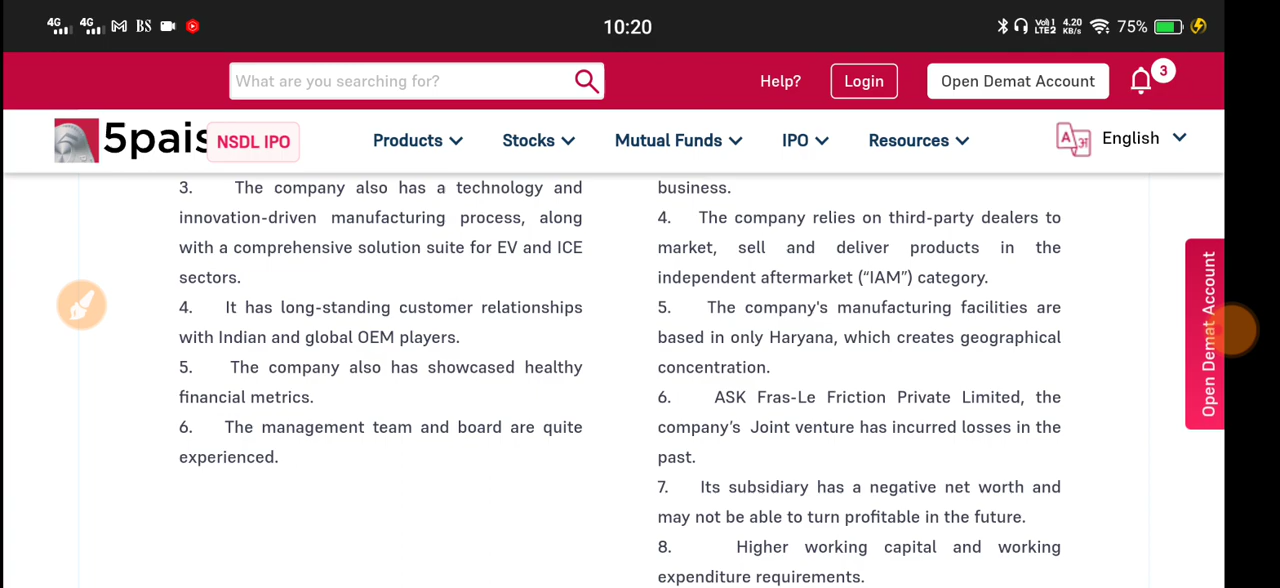 4G 4G M BS 10:20 Vol) 1 LTE2 4.20 KB/s 75%
What are you searching for? Help? Login Open Demat Account 3
5pais NSDL IPO Products Stocks Mutual Funds IPO Resources A अ English
3. The company also has a technology and
innovation-driven manufacturing process, along
with a comprehensive solution suite for EV and ICE
sectors.
4. It has long-standing customer relationships
with Indian and global OEM players.
5. The company also has showcased healthy
financial metrics.
6. The management team and board are quite
experienced.
business.
4. The company relies on third-party dealers to
market, sell and deliver products in the
independent aftermarket (“IAM”) category.
5. The company's manufacturing facilities are
based in only Haryana, which creates geographical
concentration.
6. ASK Fras-Le Friction Private Limited, the
company’s Joint venture has incurred losses in the
past.
7. Its subsidiary has a negative net worth and
may not be able to turn profitable in the future.
8. Higher working capital and working
expenditure requirements.
Open Demat Account